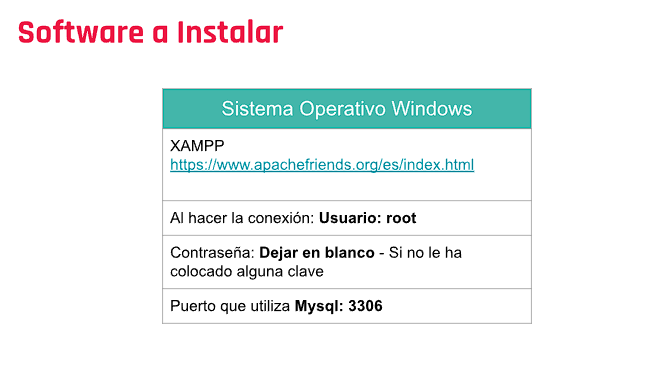 Software a Instalar
Sistema Operativo Windows
XAMPP
https://www.apachefriends.org/es/index.html
Al hacer la conexión: Usuario: root
Contraseña: Dejar en blanco - Si no le ha
colocado alguna clave
Puerto que utiliza Mysql: 3306